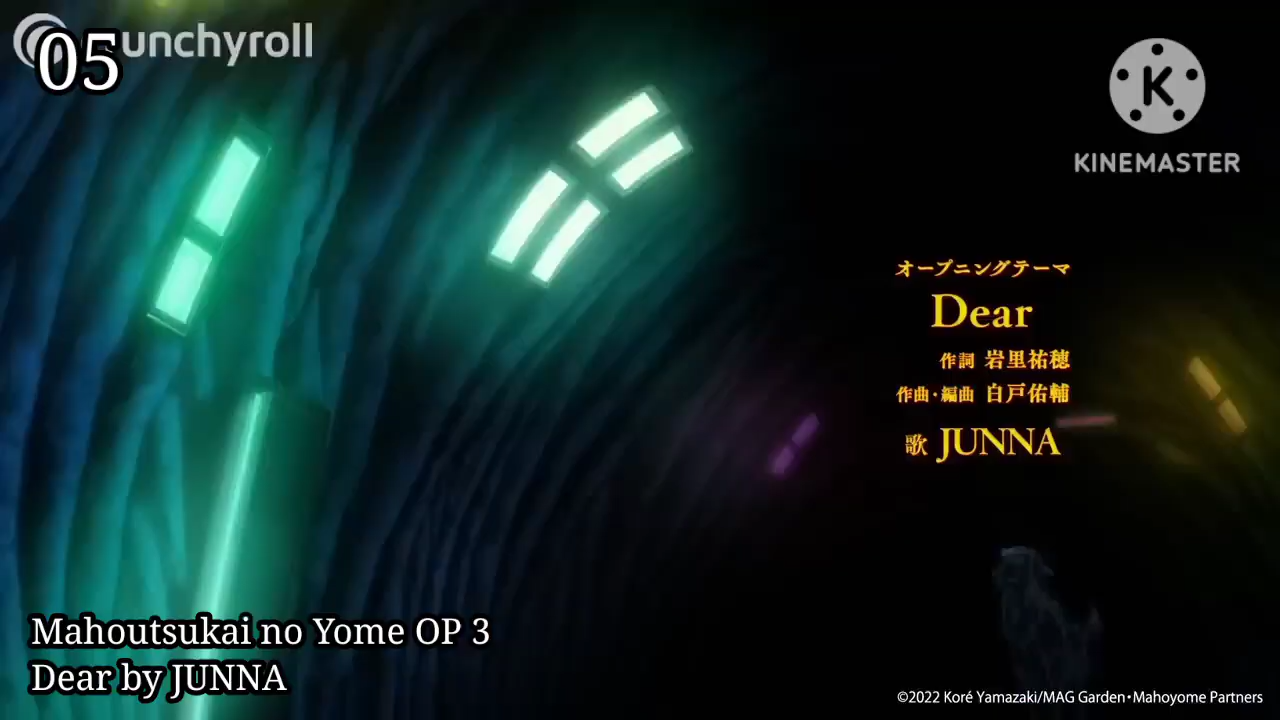 unchyroll
05
K
KINEMASTER
オープニングテーマ
Dear
作詞 岩里祐穂
作曲・編曲 白戸佑輔
歌 JUNNA
Mahoutsukai no Yome OP 3
Dear by JUNNA
©2022 Koré Yamazaki/MAG Garden・Mahoyome Partners